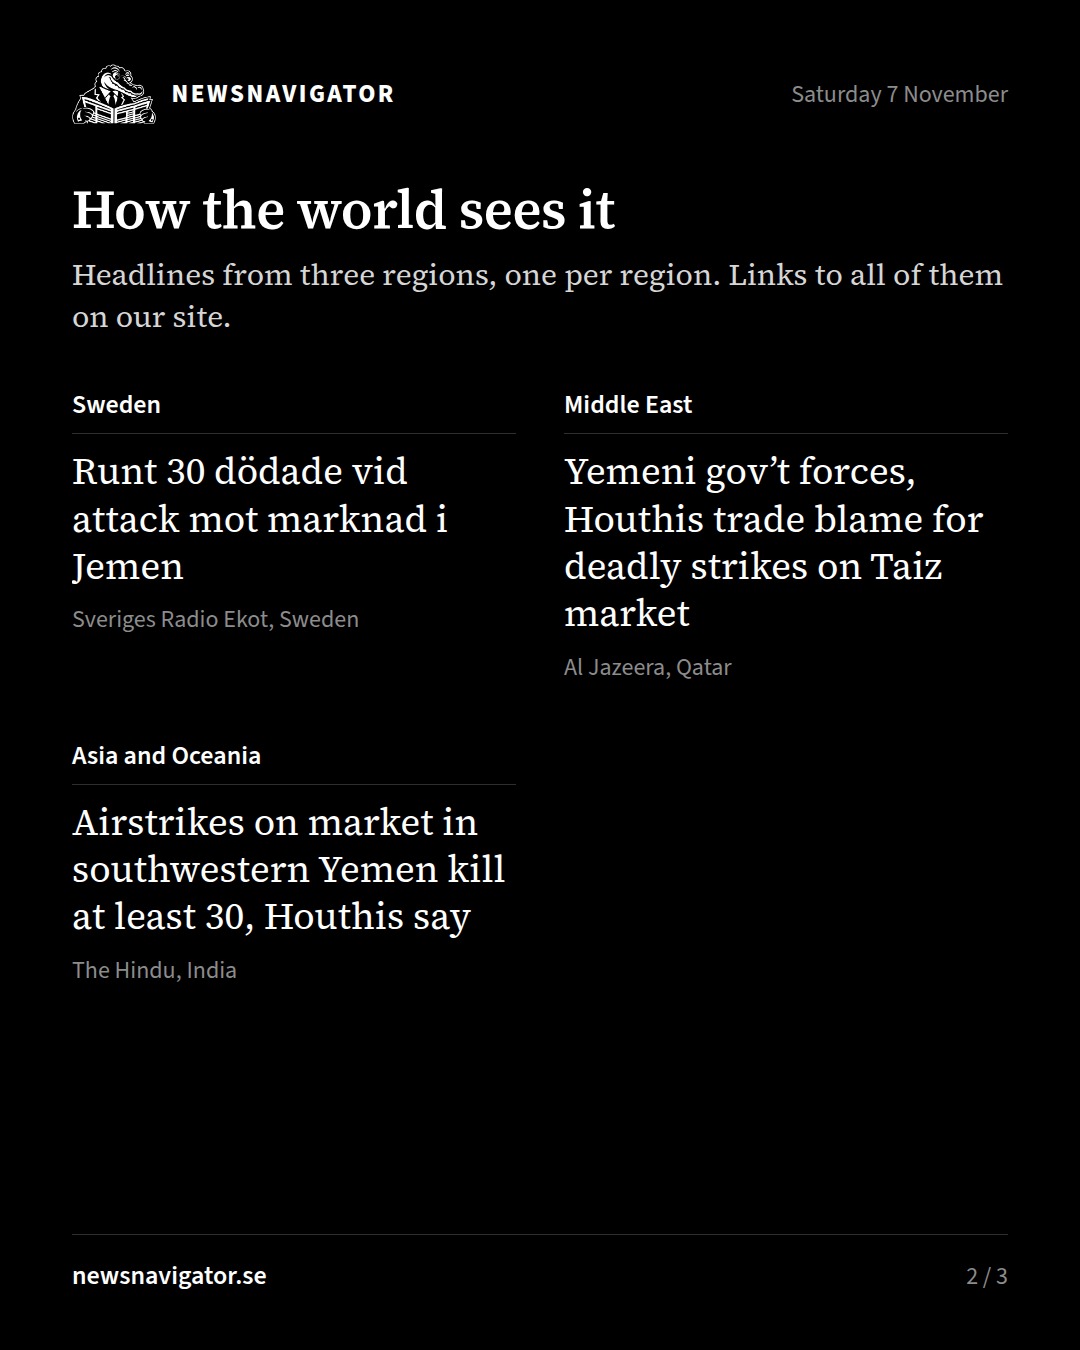 NEWSNAVIGATOR
Saturday 7 November
How the world sees it
Headlines from three regions, one per region. Links to all of them
on our site.
Sweden
Runt 30 dödade vid
attack mot marknad i
Jemen
Sveriges Radio Ekot, Sweden
Middle East
Yemeni gov’t forces,
Houthis trade blame for
deadly strikes on Taiz
market
Al Jazeera, Qatar
Asia and Oceania
Airstrikes on market in
southwestern Yemen kill
at least 30, Houthis say
The Hindu, India
newsnavigator.se
2 / 3